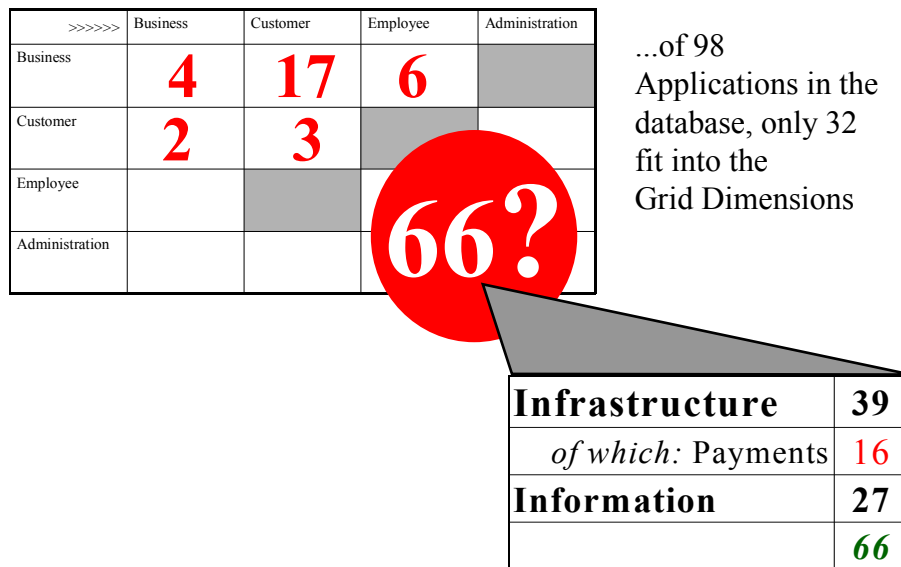 >>>>>> Business Customer Employee Administration
Business 4 17 6
Customer 2 3
Employee
Administration
66?
...of 98
Applications in the
database, only 32
fit into the
Grid Dimensions
Infrastructure 39
of which: Payments 16
Information 27
66